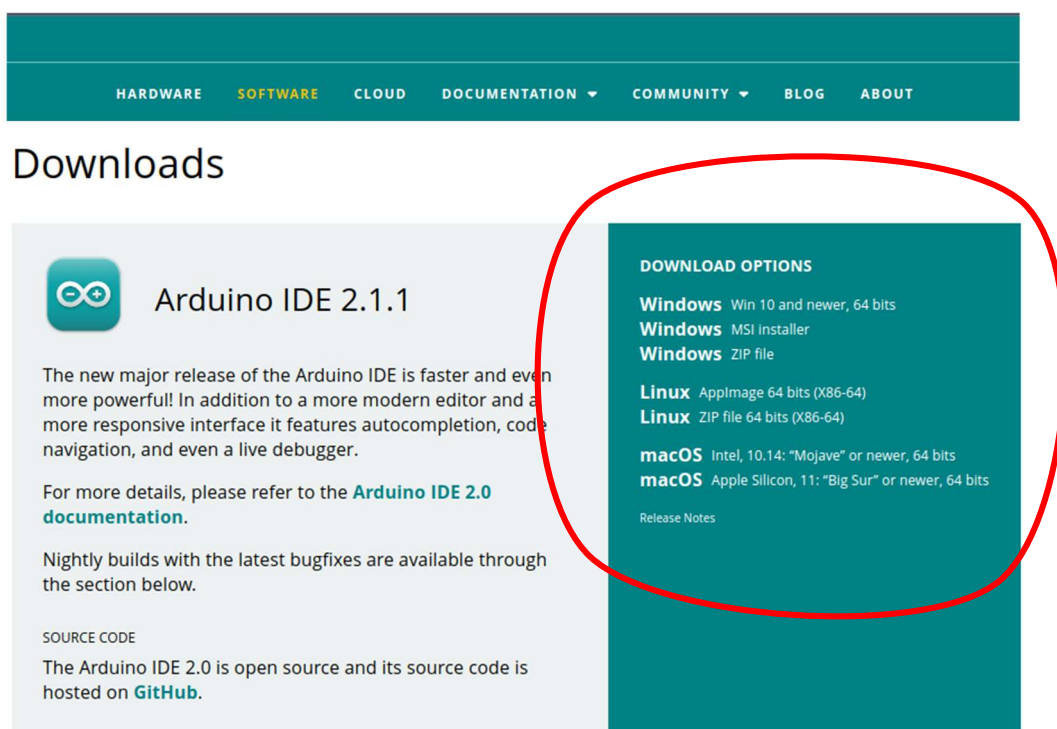 HARDWARE SOFTWARE CLOUD DOCUMENTATION COMMUNITY BLOG ABOUT
Downloads
Arduino IDE 2.1.1
The new major release of the Arduino IDE is faster and even
more powerful! In addition to a more modern editor and a
more responsive interface it features autocompletion, code
navigation, and even a live debugger.
For more details, please refer to the Arduino IDE 2.0
documentation.
Nightly builds with the latest bugfixes are available through
the section below.
SOURCE CODE
The Arduino IDE 2.0 is open source and its source code is
hosted on GitHub.
DOWNLOAD OPTIONS
Windows Win 10 and newer, 64 bits
Windows MSI installer
Windows ZIP file
Linux AppImage 64 bits (X86-64)
Linux ZIP file 64 bits (X86-64)
macOS Intel, 10.14: “Mojave” or newer, 64 bits
macOS Apple Silicon, 11: “Big Sur” or newer, 64 bits
Release Notes